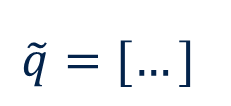 q̃ = [...]